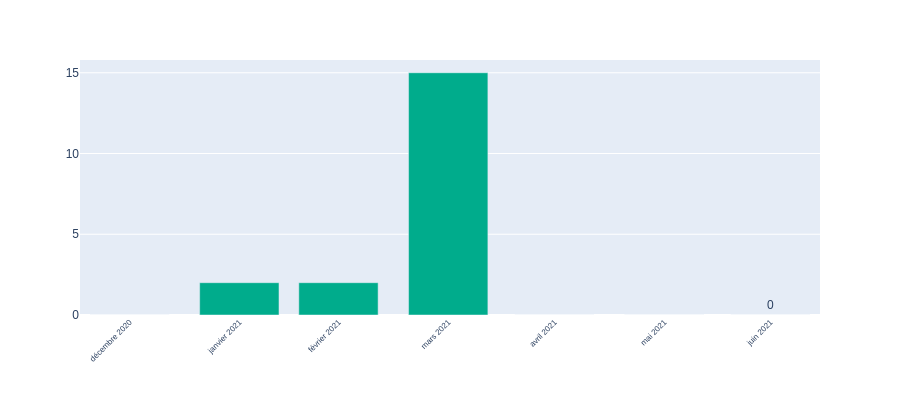 15
10
5
0
0
décembre 2020
janvier 2021
février 2021
mars 2021
avril 2021
mai 2021
juin 2021